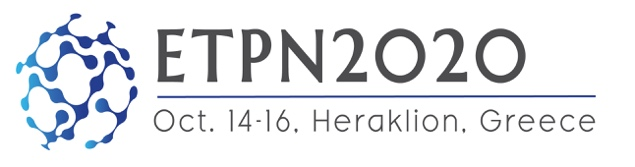 ETPN2020
Oct. 14-16, Heraklion, Greece